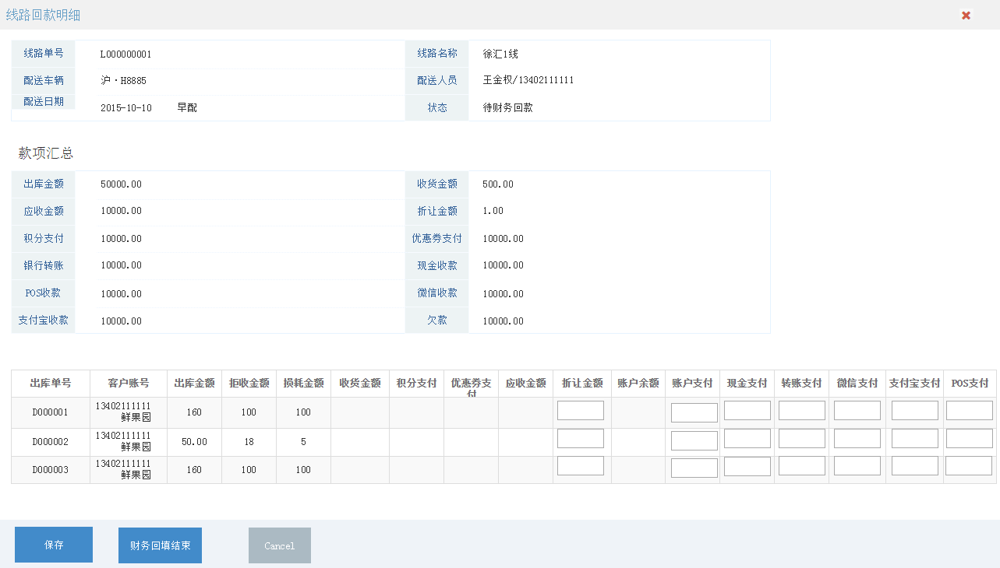 线路回款明细
线路单号 L000000001 线路名称 徐汇1线
配送车辆 沪·H8885 配送人员 王金权/13402111111
配送日期 2015-10-10 早配 状态 待财务回款
款项汇总
出库金额 50000.00 收货金额 500.00
应收金额 10000.00 折让金额 1.00
积分支付 10000.00 优惠券支付 10000.00
银行转账 10000.00 现金收款 10000.00
POS收款 10000.00 微信收款 10000.00
支付宝收款 10000.00 欠款 10000.00
出库单号 客户账号 出库金额 拒收金额 损耗金额 收货金额 积分支付 优惠券支付 应收金额 折让金额 账户余额 账户支付 现金支付 转账支付 微信支付 支付宝支付 POS支付
D000001 13402111111 160 100 100
鲜果园
D000002 13402111111 50.00 18 5
鲜果园
D000003 13402111111 160 100 100
鲜果园
保存 财务回填结束 Cancel